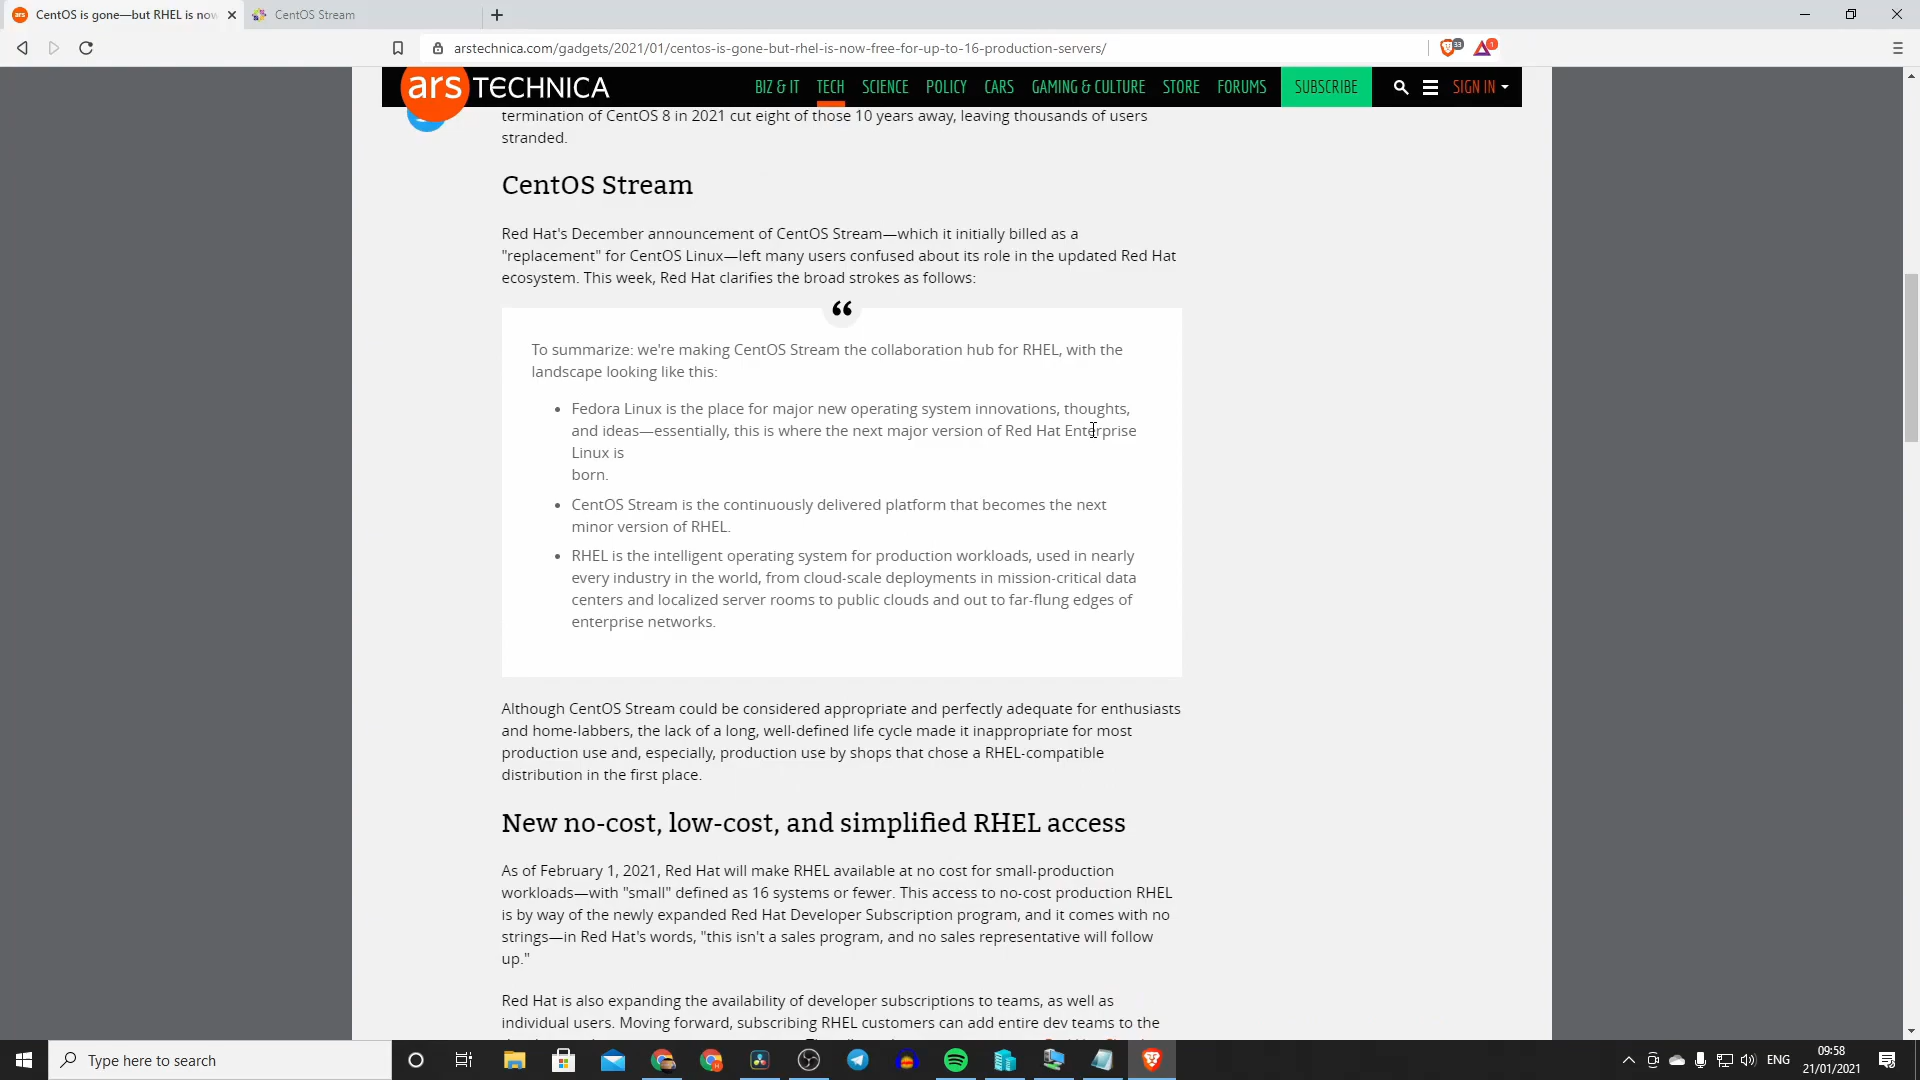 CentOS is gone—but RHEL is now
CentOS Stream
arstechnica.com/gadgets/2021/01/centos-is-gone-but-rhel-is-now-free-for-up-to-16-production-servers/
33
1
ars TECHNICA
BIZ & IT TECH SCIENCE POLICY CARS GAMING & CULTURE STORE FORUMS SUBSCRIBE SIGN IN
termination of CentOS 8 in 2021 cut eight of those 10 years away, leaving thousands of users
stranded.
CentOS Stream
Red Hat's December announcement of CentOS Stream—which it initially billed as a
"replacement" for CentOS Linux—left many users confused about its role in the updated Red Hat
ecosystem. This week, Red Hat clarifies the broad strokes as follows:
“
To summarize: we're making CentOS Stream the collaboration hub for RHEL, with the
landscape looking like this:
• Fedora Linux is the place for major new operating system innovations, thoughts,
and ideas—essentially, this is where the next major version of Red Hat Enterprise
Linux is
born.
• CentOS Stream is the continuously delivered platform that becomes the next
minor version of RHEL.
• RHEL is the intelligent operating system for production workloads, used in nearly
every industry in the world, from cloud-scale deployments in mission-critical data
centers and localized server rooms to public clouds and out to far-flung edges of
enterprise networks.
Although CentOS Stream could be considered appropriate and perfectly adequate for enthusiasts
and home-labbers, the lack of a long, well-defined life cycle made it inappropriate for most
production use and, especially, production use by shops that chose a RHEL-compatible
distribution in the first place.
New no-cost, low-cost, and simplified RHEL access
As of February 1, 2021, Red Hat will make RHEL available at no cost for small-production
workloads—with "small" defined as 16 systems or fewer. This access to no-cost production RHEL
is by way of the newly expanded Red Hat Developer Subscription program, and it comes with no
strings—in Red Hat's words, "this isn't a sales program, and no sales representative will follow
up."
Red Hat is also expanding the availability of developer subscriptions to teams, as well as
individual users. Moving forward, subscribing RHEL customers can add entire dev teams to the
Type here to search
ENG
09:58
21/01/2021